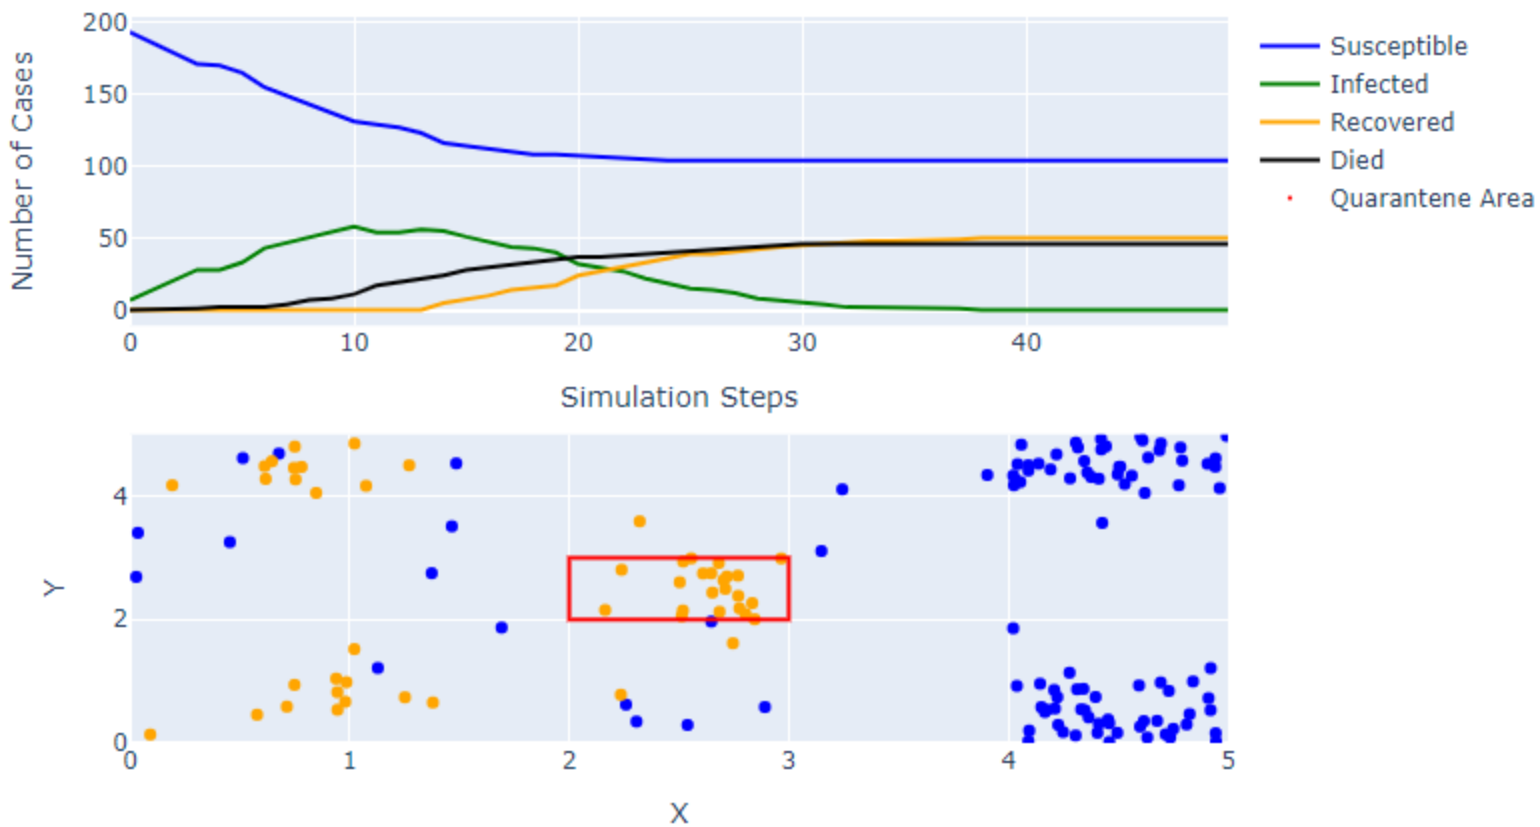 Number of Cases
200
150
100
50
0
0 10 20 30 40
Simulation Steps
Susceptible
Infected
Recovered
Died
Quarantene Area
Y
4
2
0
0 1 2 3 4 5
X